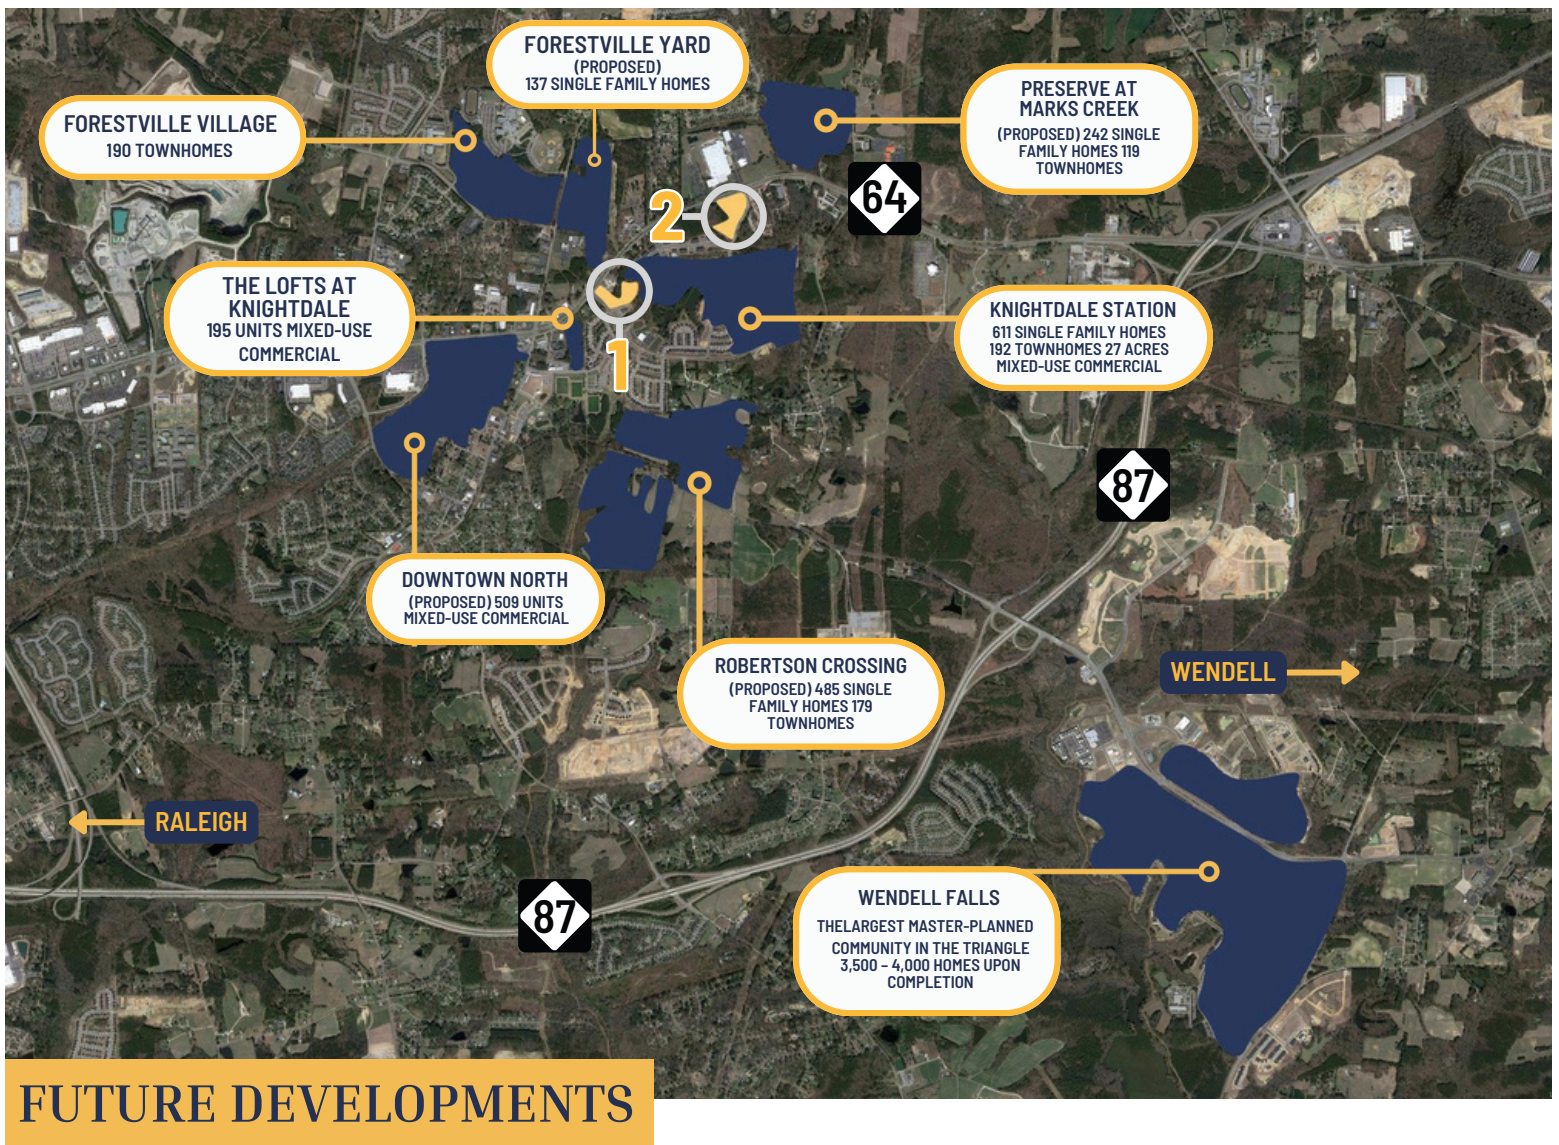 FORESTVILLE YARD
(PROPOSED)
137 SINGLE FAMILY HOMES
FORESTVILLE VILLAGE
190 TOWNHOMES
PRESERVE AT
MARKS CREEK
(PROPOSED) 242 SINGLE
FAMILY HOMES 119
TOWNHOMES
64
2
THE LOFTS AT
KNIGHTDALE
195 UNITS MIXED-USE
COMMERCIAL
1
KNIGHTDALE STATION
611 SINGLE FAMILY HOMES
192 TOWNHOMES 27 ACRES
MIXED-USE COMMERCIAL
87
DOWNTOWN NORTH
(PROPOSED) 509 UNITS
MIXED-USE COMMERCIAL
ROBERTSON CROSSING
(PROPOSED) 485 SINGLE
FAMILY HOMES 179
TOWNHOMES
WENDELL
RALEIGH
87
WENDELL FALLS
THELARGEST MASTER-PLANNED
COMMUNITY IN THE TRIANGLE
3,500 – 4,000 HOMES UPON
COMPLETION
FUTURE DEVELOPMENTS